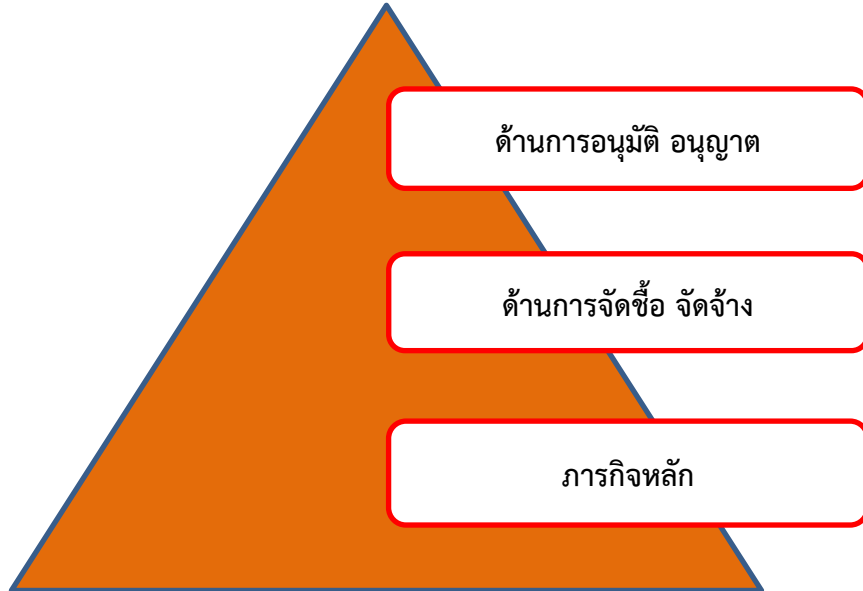 ด้านการอนุมัติ อนุญาต
ด้านการจัดชื้อ จัดจ้าง
ภารกิจหลัก